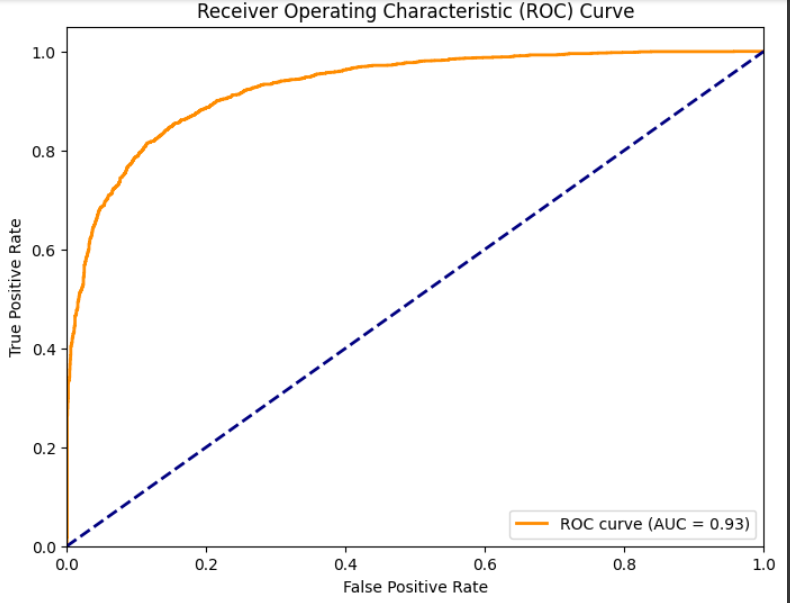 Receiver Operating Characteristic (ROC) Curve
1.0
0.8
0.6
0.4
0.2
0.0
True Positive Rate
0.0 0.2 0.4 0.6 0.8 1.0
False Positive Rate
ROC curve (AUC = 0.93)